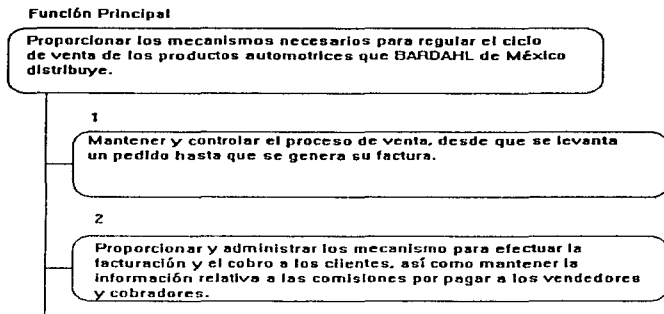 Función Principal
Proporcionar los mecanismos necesarios para regular el ciclo
de venta de los productos automotrices que BARDAHL de México
distribuye.
1
Mantener y controlar el proceso de venta, desde que se levanta
un pedido hasta que se genera su factura.
2
Proporcionar y administrar los mecanismo para efectuar la
facturación y el cobro a los clientes, así como mantener la
información relativa a las comisiones por pagar a los vendedores
y cobradores.